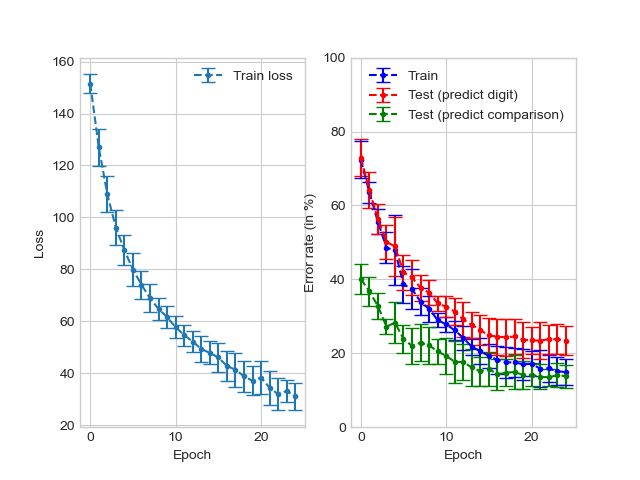 160
140
120
100
80
60
40
20
0
10
20
Loss
Epoch
Train loss
100
80
60
40
20
0
0
10
20
Error rate (in %)
Epoch
Train
Test (predict digit)
Test (predict comparison)